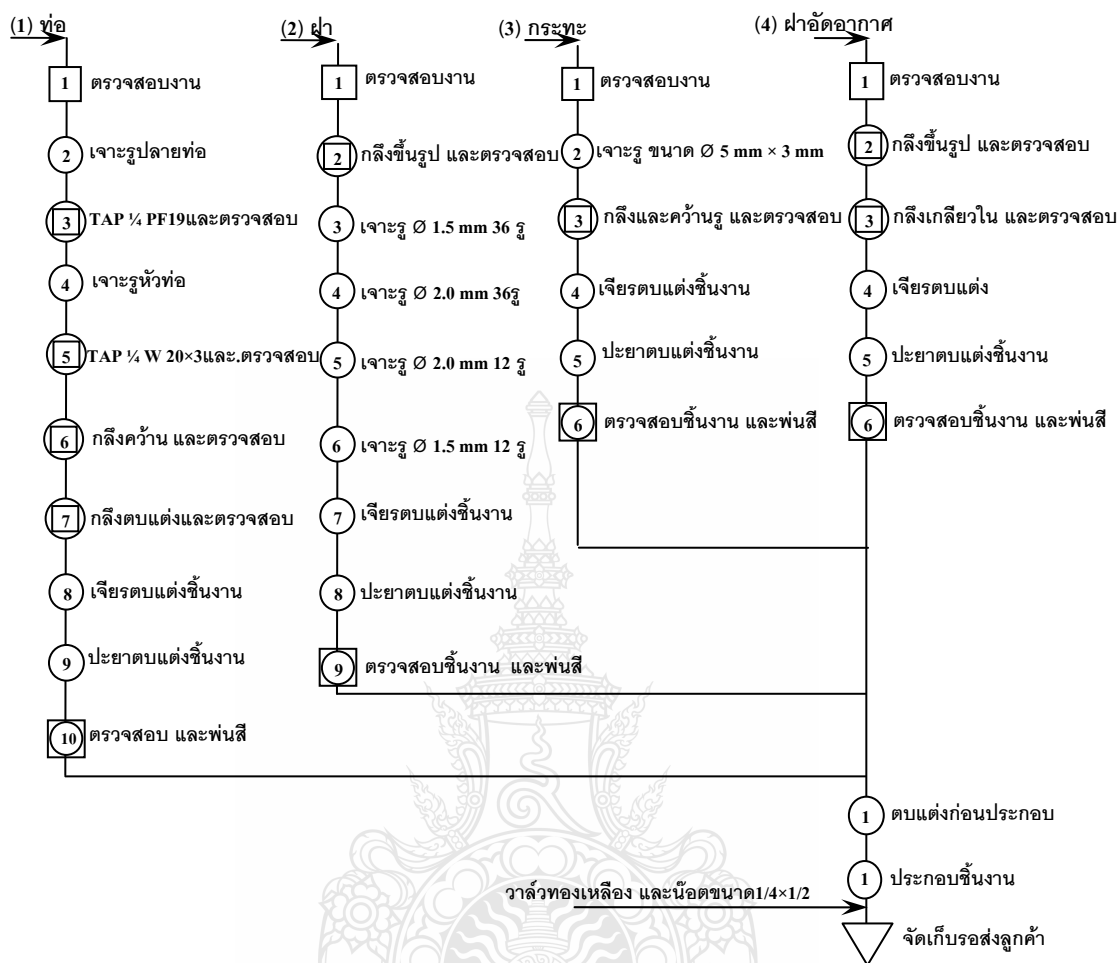 (1) ท่อ
1 ตรวจสอบงาน
2 เจาะรูปลายท่อ
3 TAP ¼ PF19และตรวจสอบ
4 เจาะรูหัวท่อ
5 TAP ¼ W 20×3และ.ตรวจสอบ
6 กลึงคว้าน และตรวจสอบ
7 กลึงตบแต่งและตรวจสอบ
8 เจียรตบแต่งชิ้นงาน
9 ปะยาตบแต่งชิ้นงาน
10 ตรวจสอบ และพ่นสี
(2) ฝา
1 ตรวจสอบงาน
2 กลึงขึ้นรูป และตรวจสอบ
3 เจาะรู Ø 1.5 mm 36 รู
4 เจาะรู Ø 2.0 mm 36รู
5 เจาะรู Ø 2.0 mm 12 รู
6 เจาะรู Ø 1.5 mm 12 รู
7 เจียรตบแต่งชิ้นงาน
8 ปะยาตบแต่งชิ้นงาน
9 ตรวจสอบชิ้นงาน และพ่นสี
(3) กระทะ
1 ตรวจสอบงาน
2 เจาะรู ขนาด Ø 5 mm × 3 mm
3 กลึงและคว้านรู และตรวจสอบ
4 เจียรตบแต่งชิ้นงาน
5 ปะยาตบแต่งชิ้นงาน
6 ตรวจสอบชิ้นงาน และพ่นสี
(4) ฝาอัดอากาศ
1 ตรวจสอบงาน
2 กลึงขึ้นรูป และตรวจสอบ
3 กลึงเกลียวใน และตรวจสอบ
4 เจียรตบแต่ง
5 ปะยาตบแต่งชิ้นงาน
6 ตรวจสอบชิ้นงาน และพ่นสี
1 ตบแต่งก่อนประกอบ
1 ประกอบชิ้นงาน
วาล์วทองเหลือง และน๊อตขนาด1/4×1/2
จัดเก็บรอส่งลูกค้า